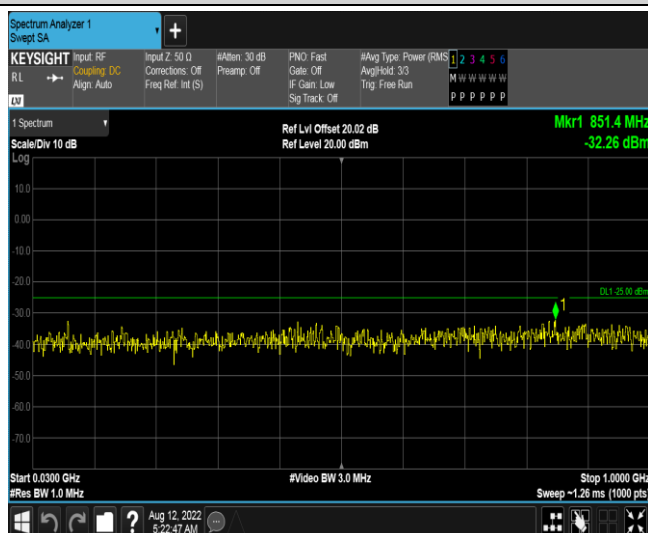 Spectrum Analyzer 1
Swept SA
+
KEYSIGHT
RL
LXI
Input: RF
Coupling: DC
Align: Auto
Input Z: 50 Ω
Corrections: Off
Freq Ref: Int (S)
#Atten: 30 dB
Preamp: Off
PNO: Fast
Gate: Off
IF Gain: Low
Sig Track: Off
#Avg Type: Power (RMS
Avg|Hold: 3/3
Trig: Free Run
1 2 3 4 5 6
M W W W W W
P P P P P P
1 Spectrum
Scale/Div 10 dB
Log
Ref Lvl Offset 20.02 dB
Ref Level 20.00 dBm
Mkr1 851.4 MHz
-32.26 dBm
10.0
0.00
-10.0
-20.0
DL1 -25.00 dBm
1
-30.0
-40.0
-50.0
-60.0
-70.0
Start 0.0300 GHz
#Res BW 1.0 MHz
#Video BW 3.0 MHz
Stop 1.0000 GHz
Sweep ~1.26 ms (1000 pts)
?
Aug 12, 2022
5:22:47 AM